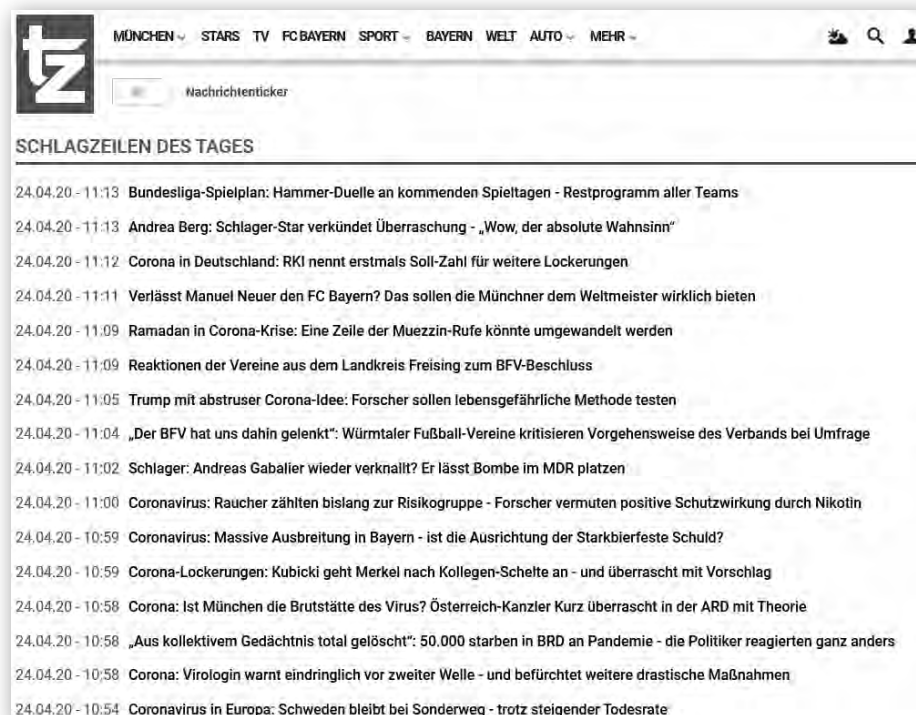 tz
MÜNCHEN STARS TV FC BAYERN SPORT BAYERN WELT AUTO MEHR
Nachrichtenticker
SCHLAGZEILEN DES TAGES
24.04.20 - 11:13 Bundesliga-Spielplan: Hammer-Duelle an kommenden Spieltagen - Restprogramm aller Teams
24.04.20 - 11:13 Andrea Berg: Schlager-Star verkündet Überraschung - „Wow, der absolute Wahnsinn“
24.04.20 - 11:12 Corona in Deutschland: RKI nennt erstmals Soll-Zahl für weitere Lockerungen
24.04.20 - 11:11 Verlässt Manuel Neuer den FC Bayern? Das sollen die Münchner dem Weltmeister wirklich bieten
24.04.20 - 11:09 Ramadan in Corona-Krise: Eine Zeile der Muezzin-Rufe könnte umgewandelt werden
24.04.20 - 11:09 Reaktionen der Vereine aus dem Landkreis Freising zum BFV-Beschluss
24.04.20 - 11:05 Trump mit abstruser Corona-Idee: Forscher sollen lebensgefährliche Methode testen
24.04.20 - 11:04 „Der BFV hat uns dahin gelenkt“: Würmtaler Fußball-Vereine kritisieren Vorgehensweise des Verbands bei Umfrage
24.04.20 - 11:02 Schlager: Andreas Gabalier wieder verknallt? Er lässt Bombe im MDR platzen
24.04.20 - 11:00 Coronavirus: Raucher zählten bislang zur Risikogruppe - Forscher vermuten positive Schutzwirkung durch Nikotin
24.04.20 - 10:59 Coronavirus: Massive Ausbreitung in Bayern - ist die Ausrichtung der Starkbierfeste Schuld?
24.04.20 - 10:59 Corona-Lockerungen: Kubicki geht Merkel nach Kollegen-Schelte an - und überrascht mit Vorschlag
24.04.20 - 10:58 Corona: Ist München die Brutstätte des Virus? Österreich-Kanzler Kurz überrascht in der ARD mit Theorie
24.04.20 - 10:58 „Aus kollektivem Gedächtnis total gelöscht“: 50.000 starben in BRD an Pandemie - die Politiker reagierten ganz anders
24.04.20 - 10:58 Corona: Virologin warnt eindringlich vor zweiter Welle - und befürchtet weitere drastische Maßnahmen
24.04.20 - 10:54 Coronavirus in Europa: Schweden bleibt bei Sonderweg - trotz steigender Todesrate